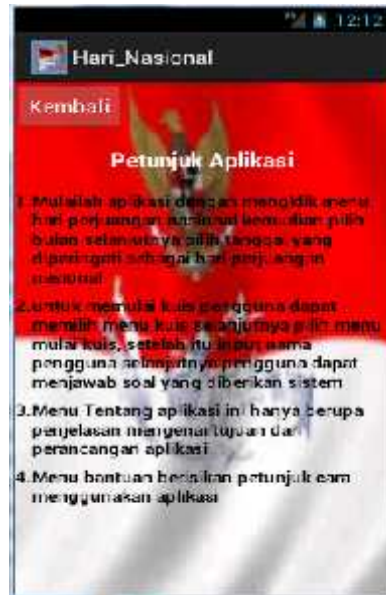 12:12
Hari_Nasional
Kembali
Petunjuk Aplikasi
1. Mulailah aplikasi dengan mengklik menu
hari perjuangan nasional kemudian pilih
bulan selanjutnya pilih tanggal yang
diperingati sebagai hari perjuangan
nasional
2. untuk memulai kuis pengguna dapat
memilih menu kuis selanjutnya pilih menu
mulai kuis, setelah itu input nama
pengguna selanjutnya pengguna dapat
menjawab soal yang diberikan sistem
3. Menu Tentang aplikasi ini hanya berupa
penjelasan mengenai tujuan dan
perancangan aplikasi
4. Menu bantuan berisikan petunjuk cara
menggunakan aplikasi